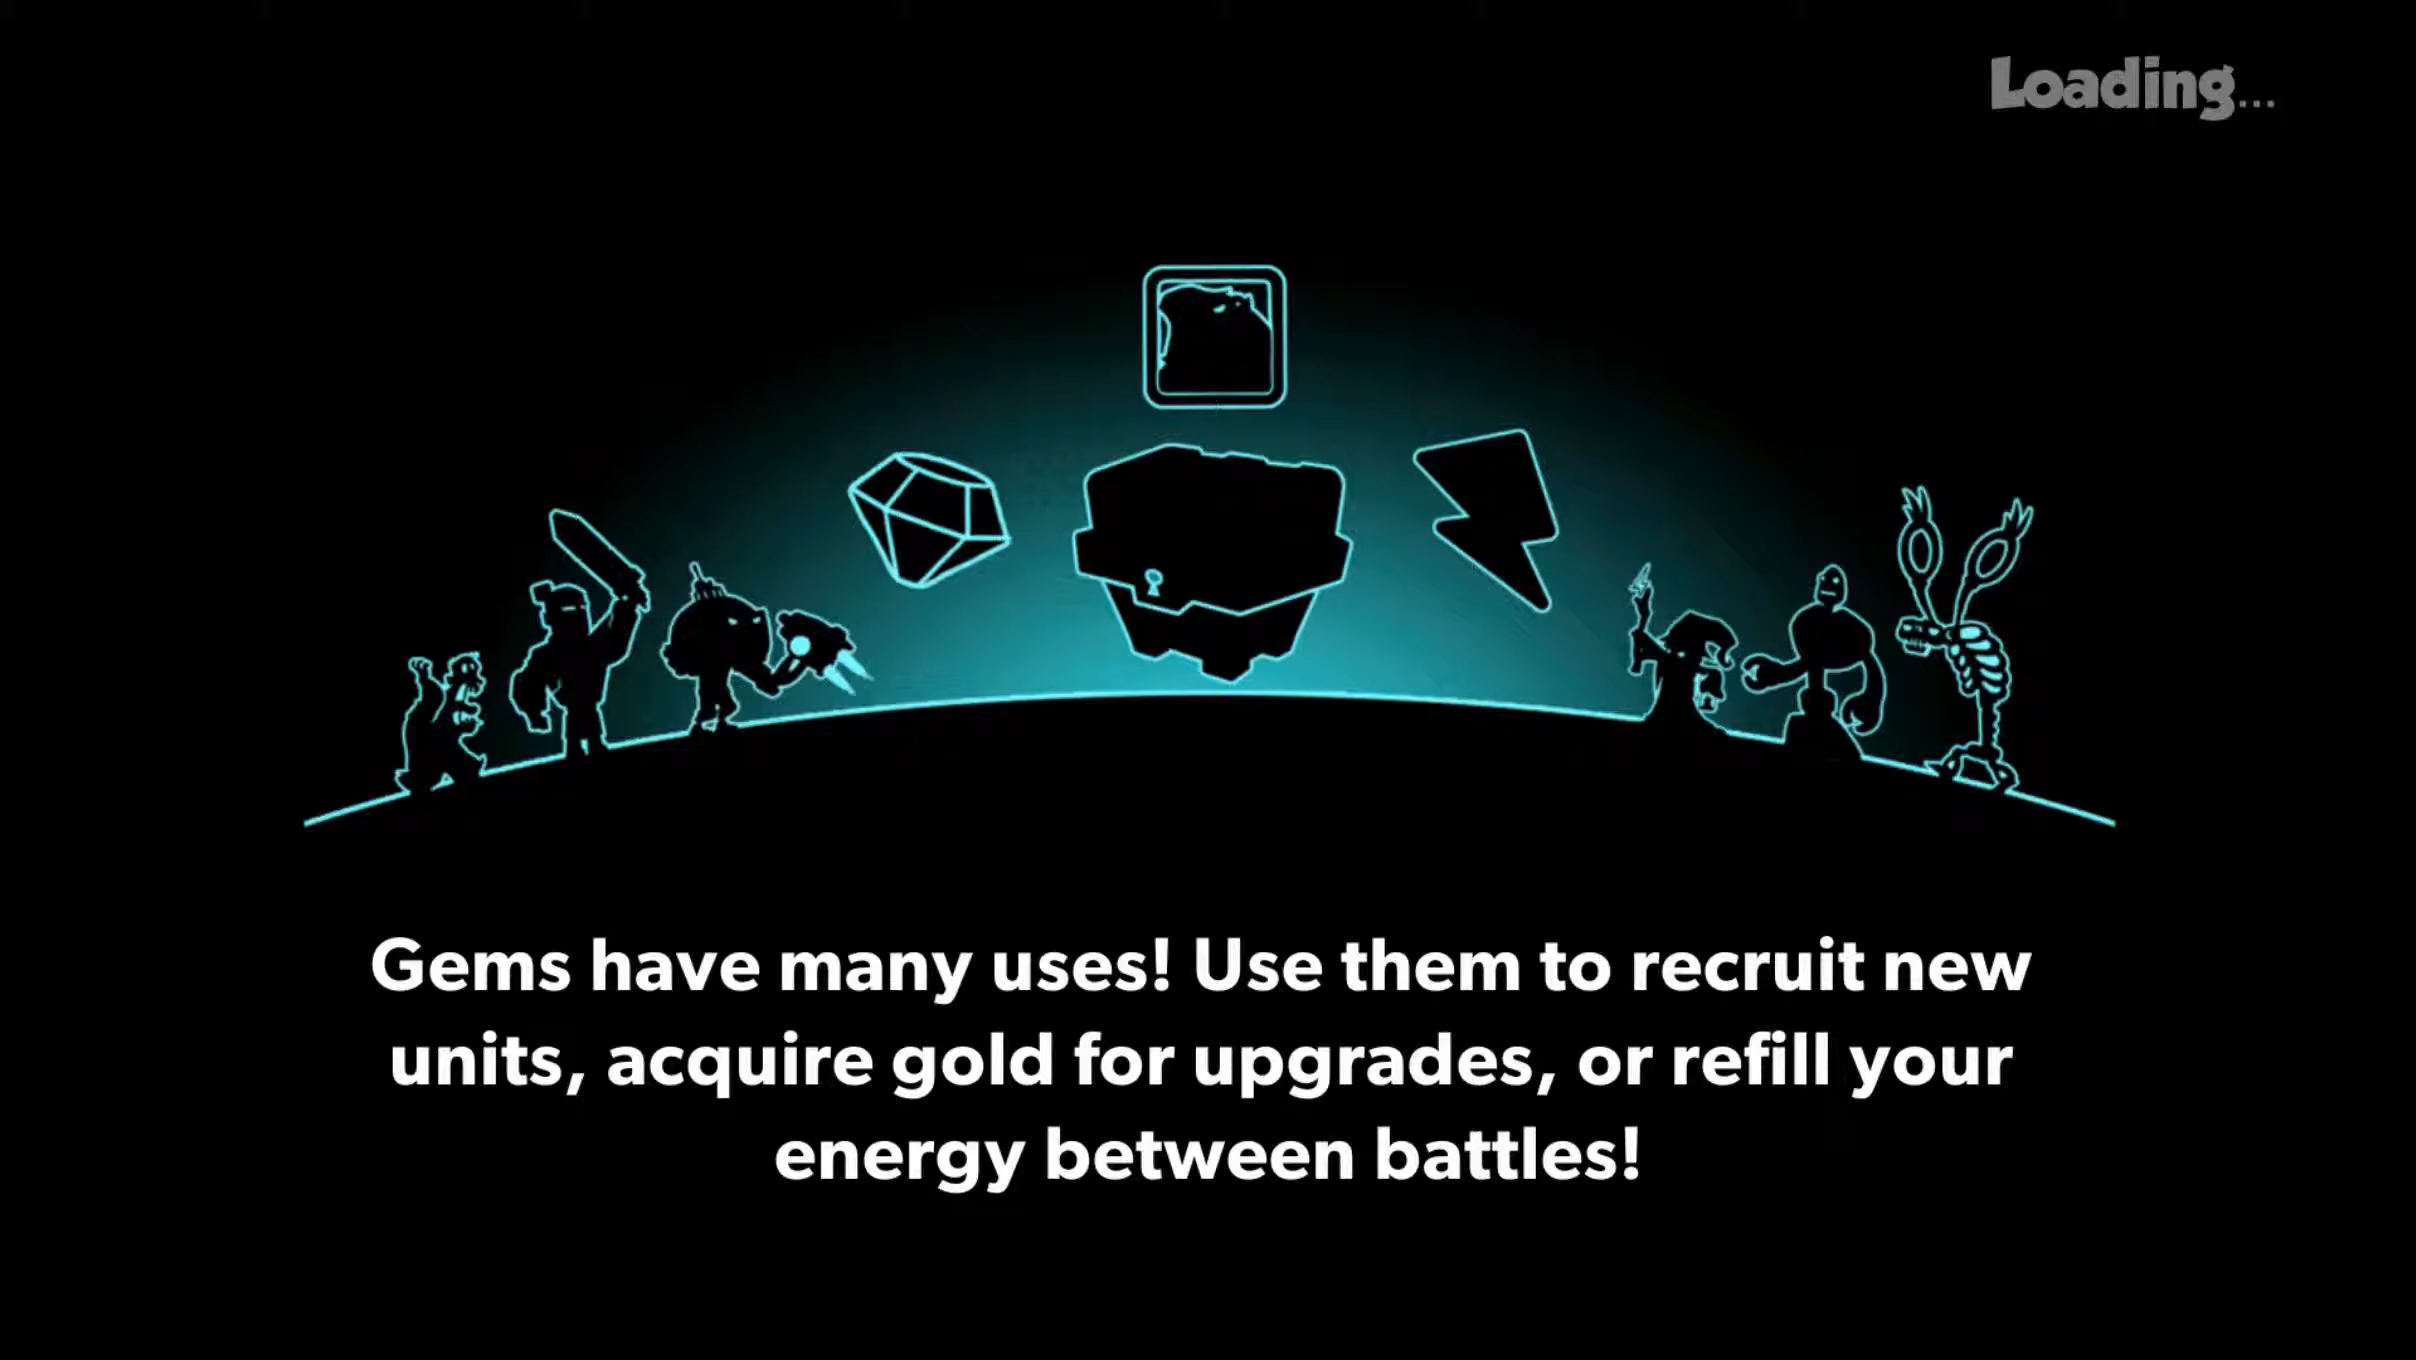 Loading...
Gems have many uses! Use them to recruit new
units, acquire gold for upgrades, or refill your
energy between battles!